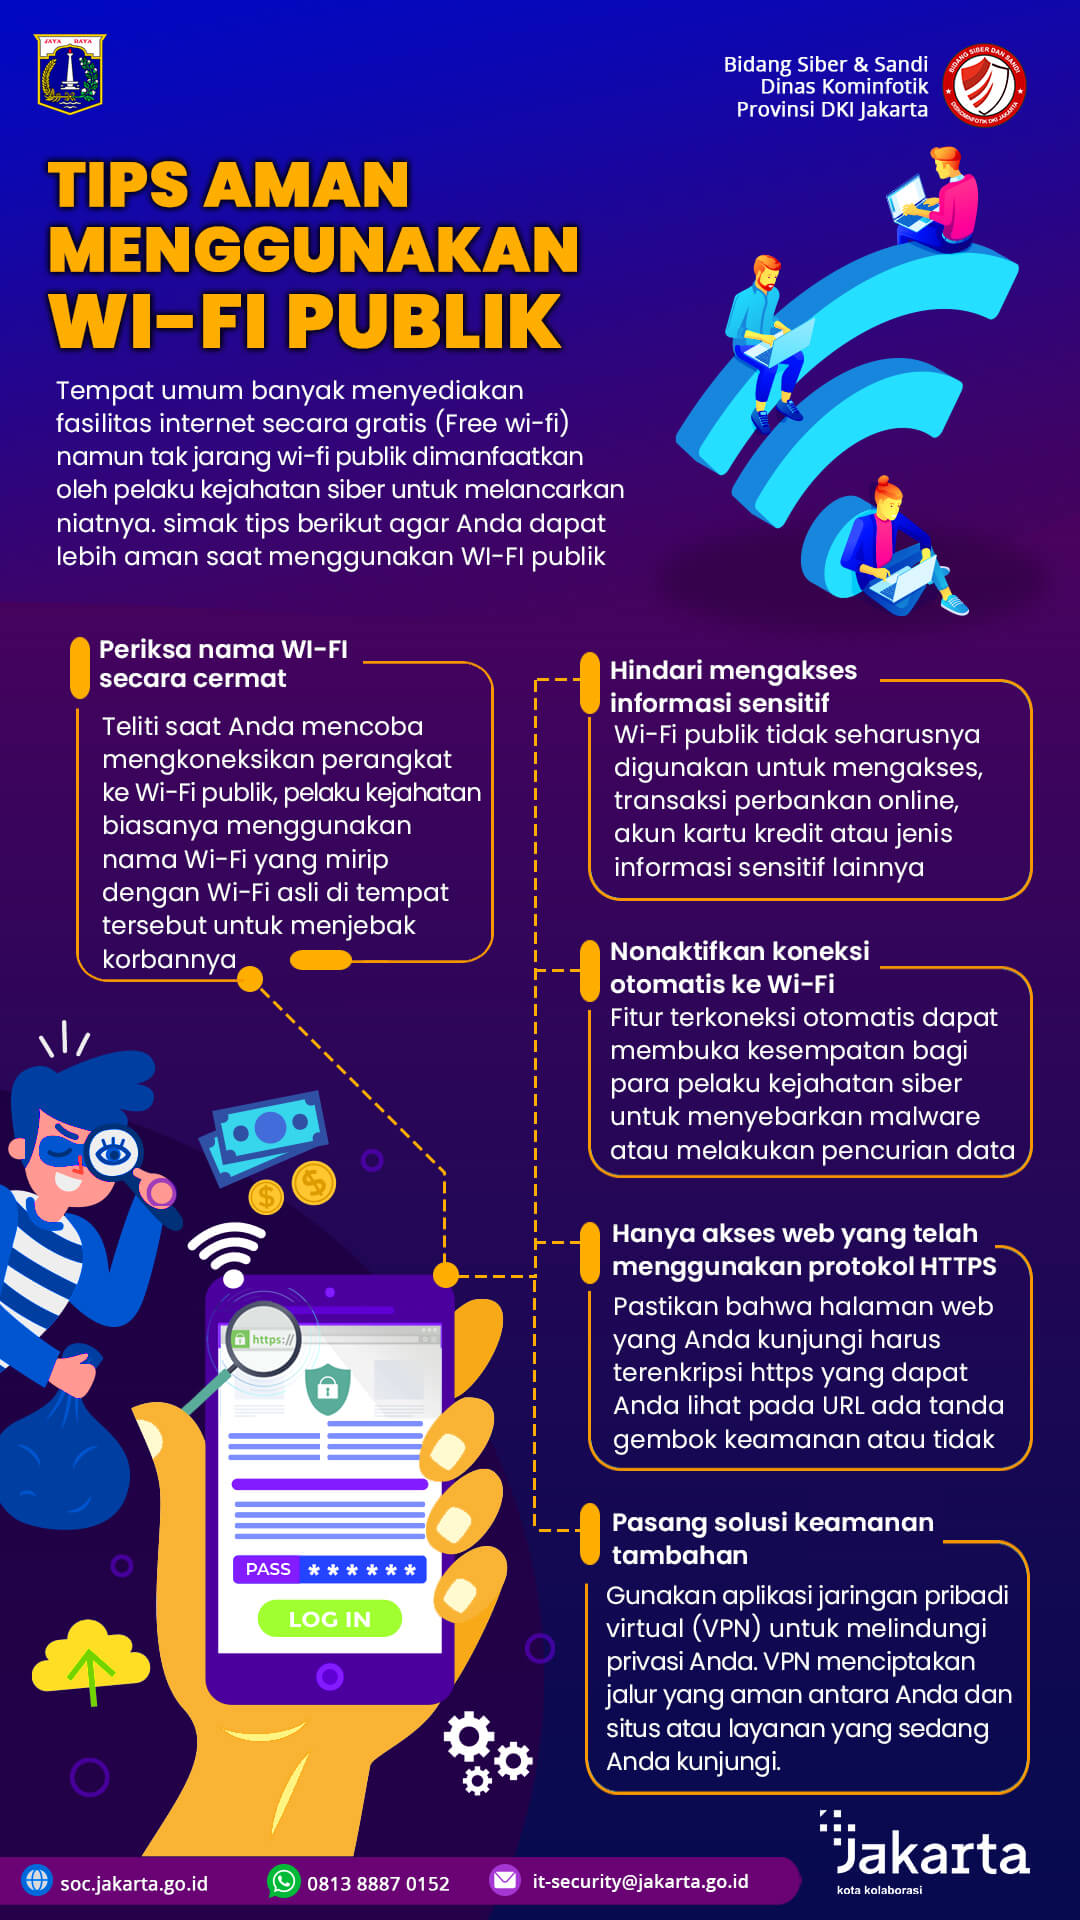 JAYA RAYA
Bidang Siber & Sandi
Dinas Kominfotik
Provinsi DKI Jakarta
BIDANG SIBER DAN SANDI
DISKOMINFOTIK DKI JAKARTA
TIPS AMAN
MENGGUNAKAN
WI-FI PUBLIK
Tempat umum banyak menyediakan
fasilitas internet secara gratis (Free wi-fi)
namun tak jarang wi-fi publik dimanfaatkan
oleh pelaku kejahatan siber untuk melancarkan
niatnya. simak tips berikut agar Anda dapat
lebih aman saat menggunakan WI-FI publik
Periksa nama WI-FI
secara cermat
Teliti saat Anda mencoba
mengkoneksikan perangkat
ke Wi-Fi publik, pelaku kejahatan
biasanya menggunakan
nama Wi-Fi yang mirip
dengan Wi-Fi asli di tempat
tersebut untuk menjebak
korbannya
Hindari mengakses
informasi sensitif
Wi-Fi publik tidak seharusnya
digunakan untuk mengakses,
transaksi perbankan online,
akun kartu kredit atau jenis
informasi sensitif lainnya
Nonaktifkan koneksi
otomatis ke Wi-Fi
Fitur terkoneksi otomatis dapat
membuka kesempatan bagi
para pelaku kejahatan siber
untuk menyebarkan malware
atau melakukan pencurian data
Hanya akses web yang telah
menggunakan protokol HTTPS
Pastikan bahwa halaman web
yang Anda kunjungi harus
terenkripsi https yang dapat
Anda lihat pada URL ada tanda
gembok keamanan atau tidak
Pasang solusi keamanan
tambahan
Gunakan aplikasi jaringan pribadi
virtual (VPN) untuk melindungi
privasi Anda. VPN menciptakan
jalur yang aman antara Anda dan
situs atau layanan yang sedang
Anda kunjungi.
$ $
https://
PASS ******
LOG IN
soc.jakarta.go.id
0813 8887 0152
it-security@jakarta.go.id
Jakarta
kota kolaborasi